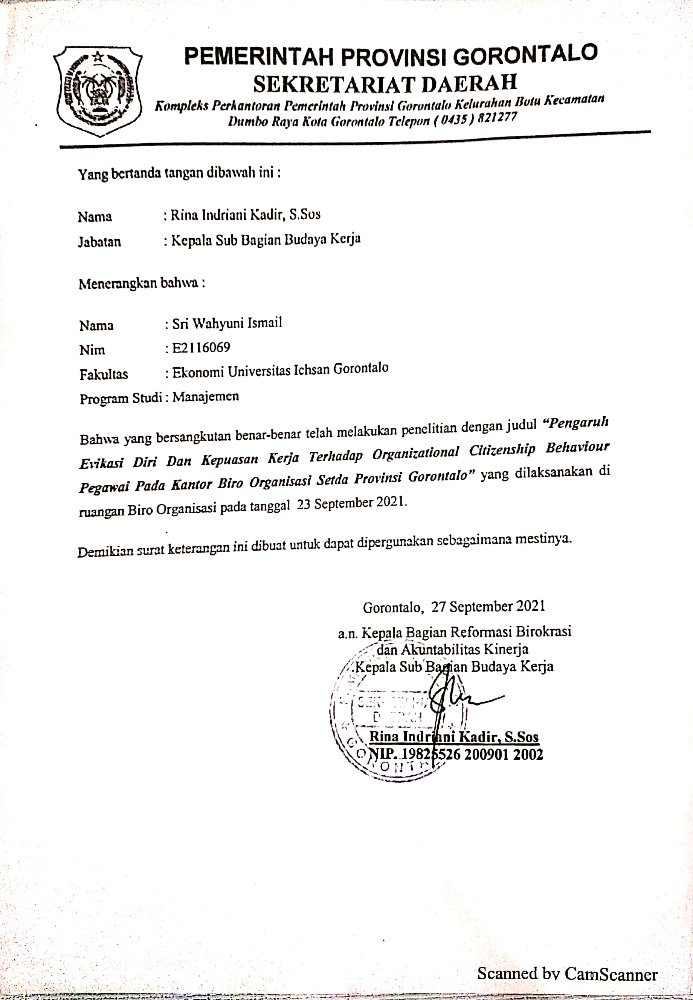 PEMERINTAH PROVINSI GORONTALO
SEKRETARIAT DAERAH
Kompleks Perkantoran Pemerintah Provinsi Gorontalo Kelurahan Botu Kecamatan
Dumbo Raya Kota Gorontalo Telepon ( 0435 ) 821277
Yang bertanda tangan dibawah ini :
Nama : Rina Indriani Kadir, S.Sos
Jabatan : Kepala Sub Bagian Budaya Kerja
Menerangkan bahwa :
Nama : Sri Wahyuni Ismail
Nim : E2116069
Fakultas : Ekonomi Universitas Ichsan Gorontalo
Program Studi : Manajemen
Bahwa yang bersangkutan benar-benar telah melakukan penelitian dengan judul “Pengaruh
Evikasi Diri Dan Kepuasan Kerja Terhadap Organizational Citizenship Behaviour
Pegawai Pada Kantor Biro Organisasi Setda Provinsi Gorontalo” yang dilaksanakan di
ruangan Biro Organisasi pada tanggal 23 September 2021.
Demikian surat keterangan ini dibuat untuk dapat dipergunakan sebagaimana mestinya.
Gorontalo, 27 September 2021
a.n. Kepala Bagian Reformasi Birokrasi
dan Akuntabilitas Kinerja
Kepala Sub Bagian Budaya Kerja
Rina Indriani Kadir, S.Sos
NIP. 200901 2002
Scanned by CamScanner